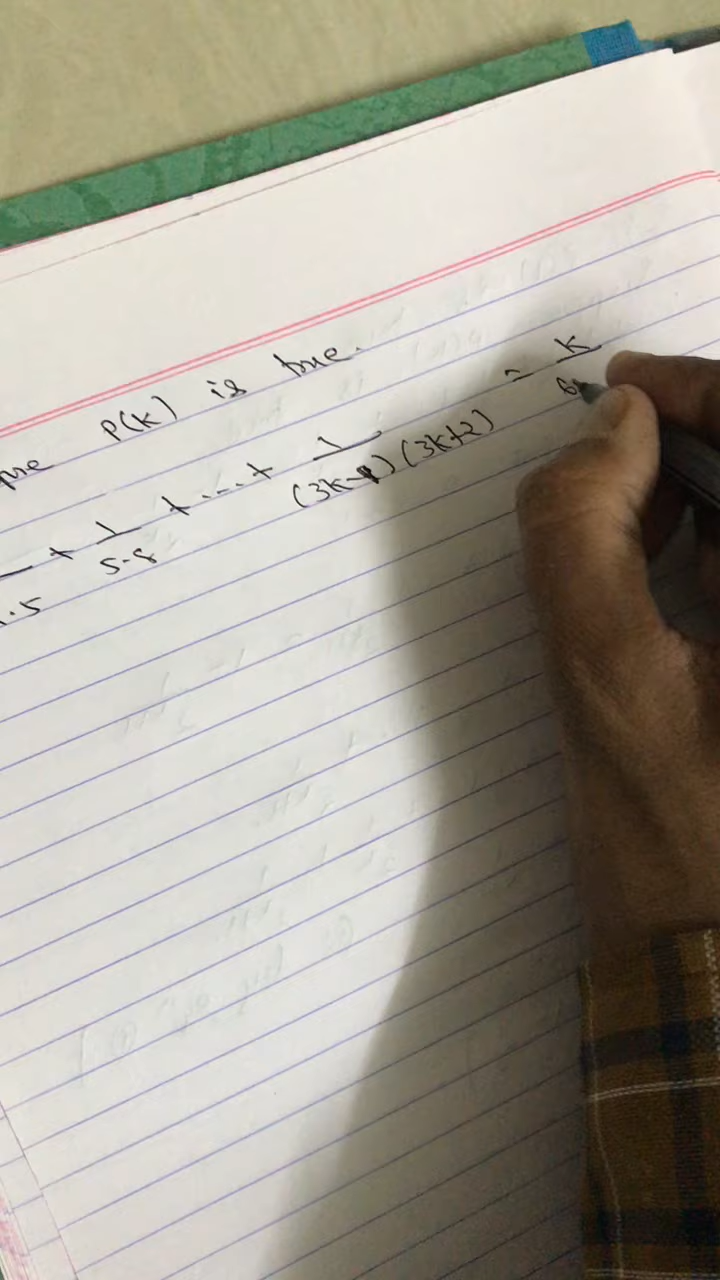 P(K) is true.
+ 1/5.8 + ... + 1/(3K-1)(3K+2) = K/6